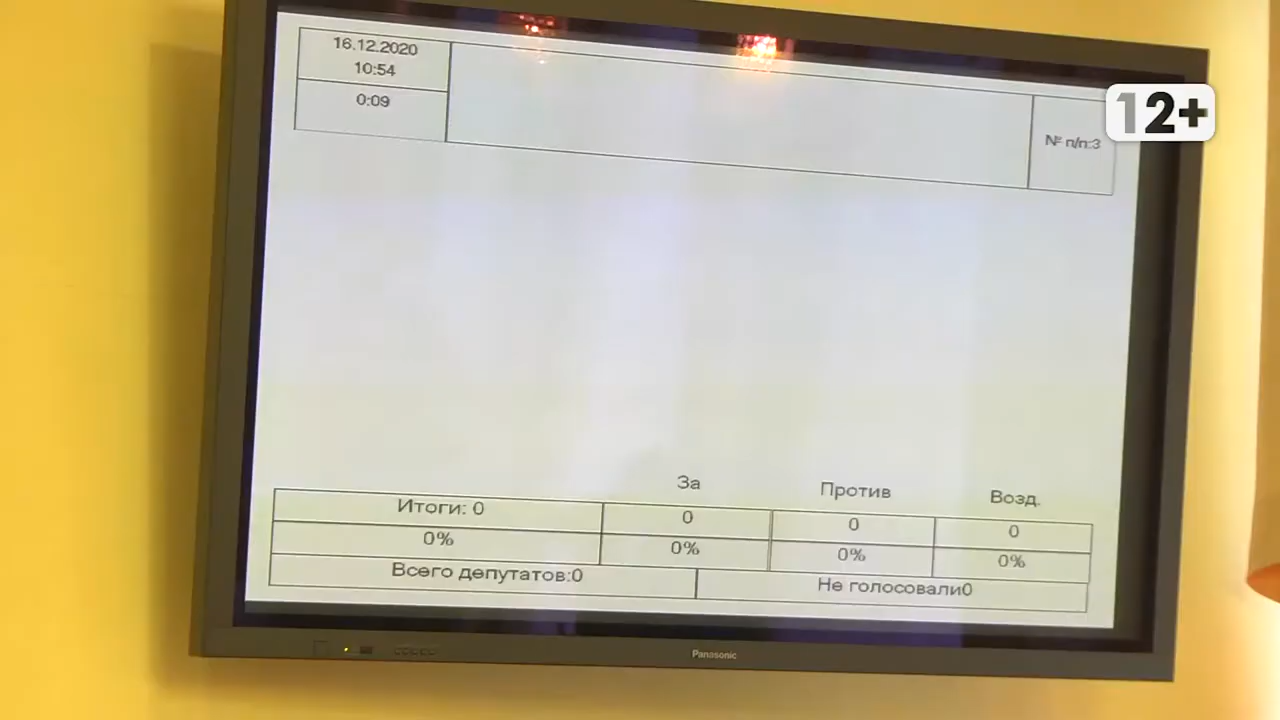 16.12.2020
10:54
0:09
№ п/п:3
12+
За Против Возд.
Итоги: 0 0 0 0
0% 0% 0% 0%
Всего депутатов:0 Не голосовали0
Panasonic